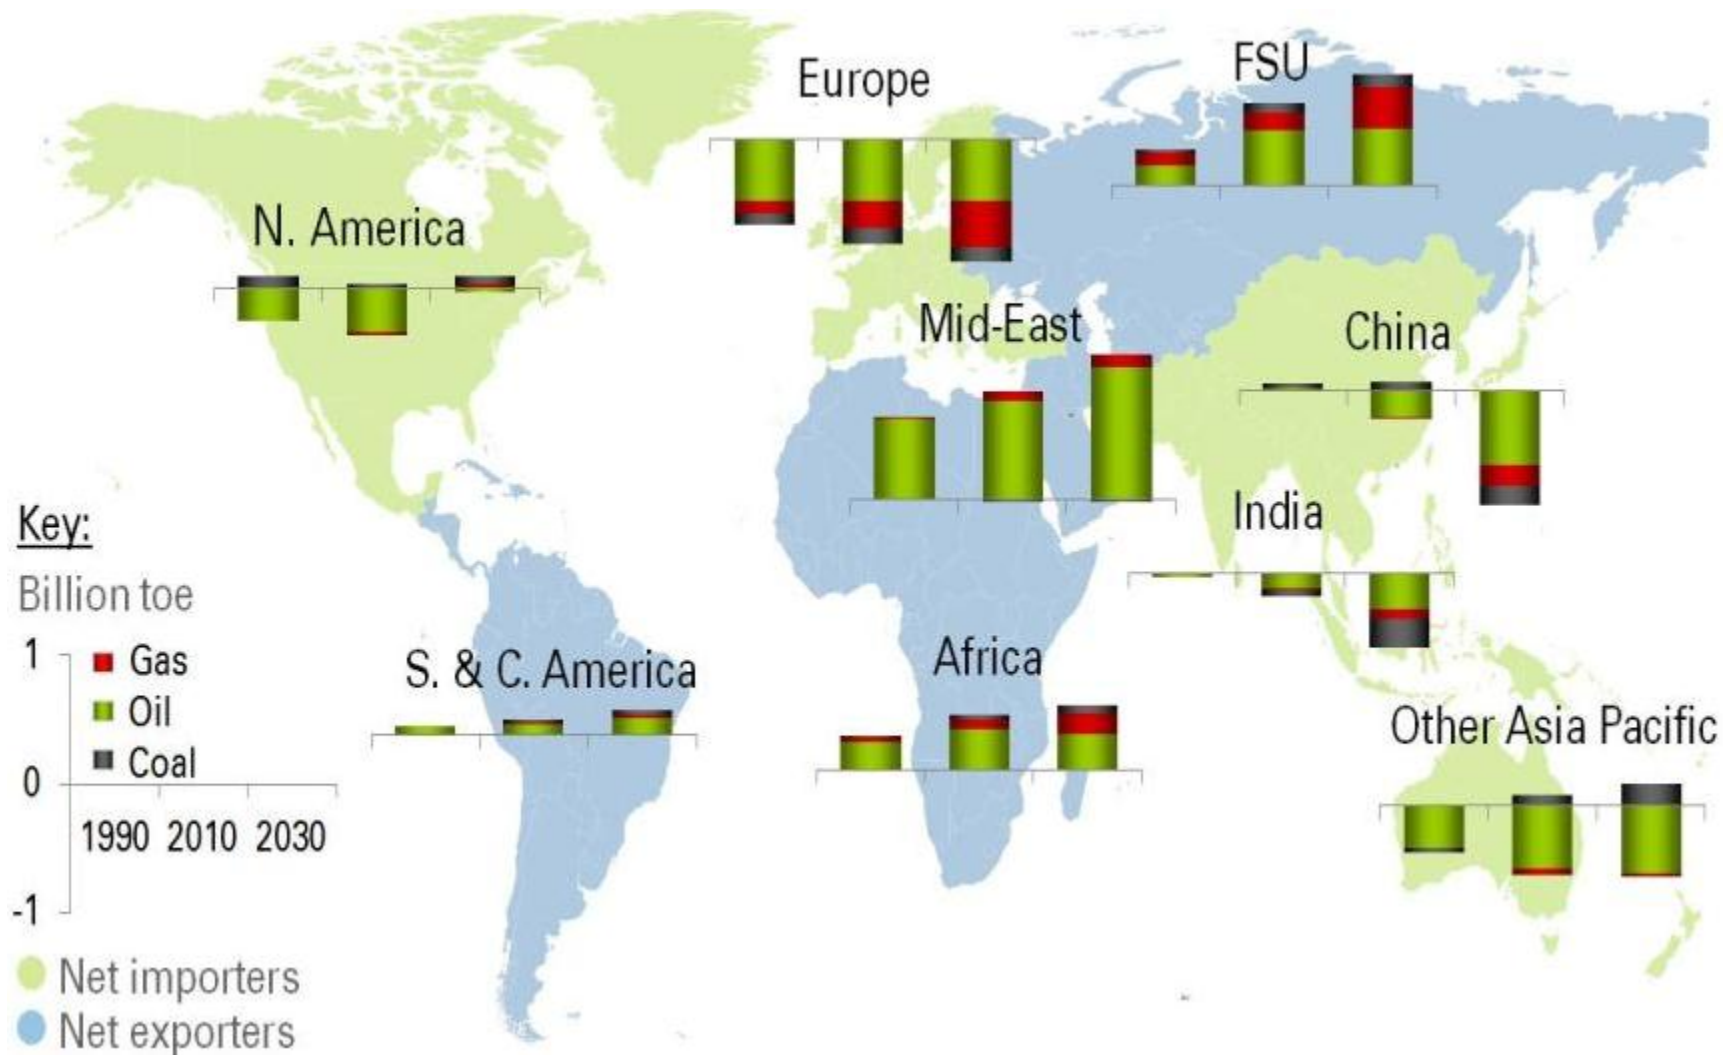 Europe
FSU
N. America
Mid-East
China
India
Key:
Billion toe
1
Gas
Oil
Coal
0
-1
1990 2010 2030
S. & C. America
Africa
Other Asia Pacific
Net importers
Net exporters